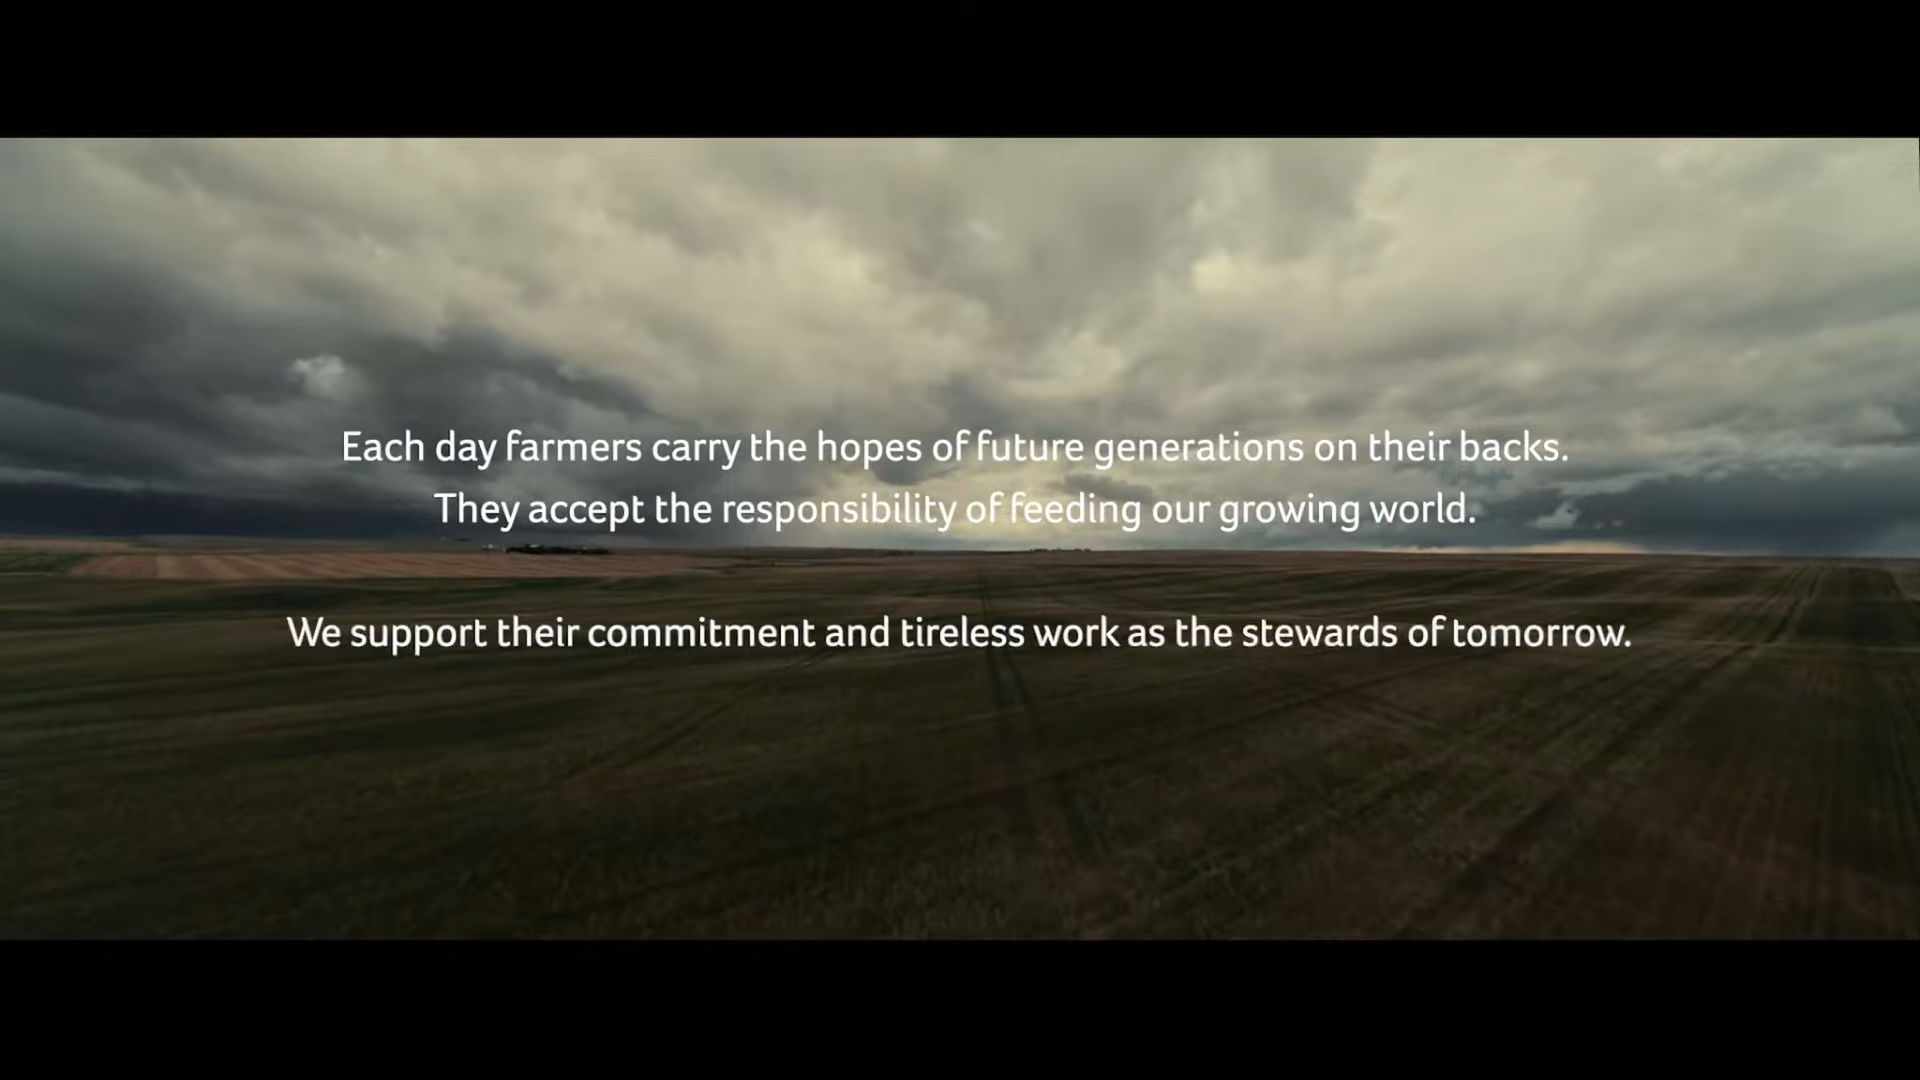 Each day farmers carry the hopes of future generations on their backs.
They accept the responsibility of feeding our growing world.
We support their commitment and tireless work as the stewards of tomorrow.